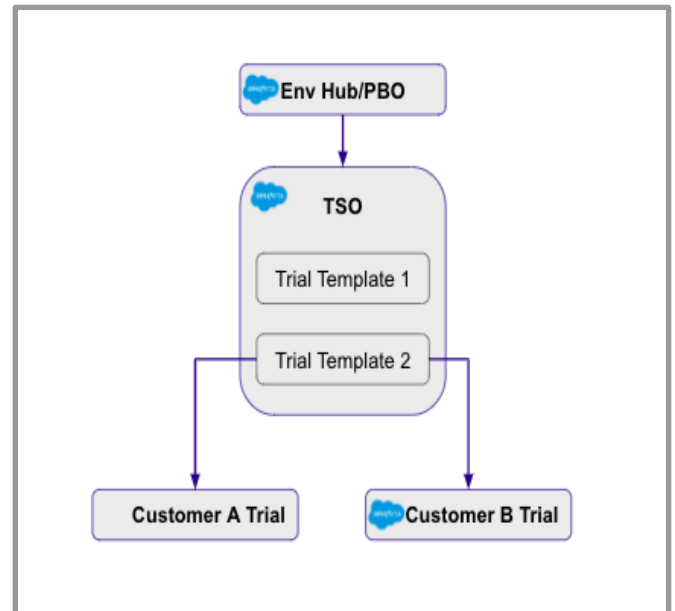 Env Hub/PBO
TSO
Trial Template 1
Trial Template 2
Customer A Trial
Customer B Trial